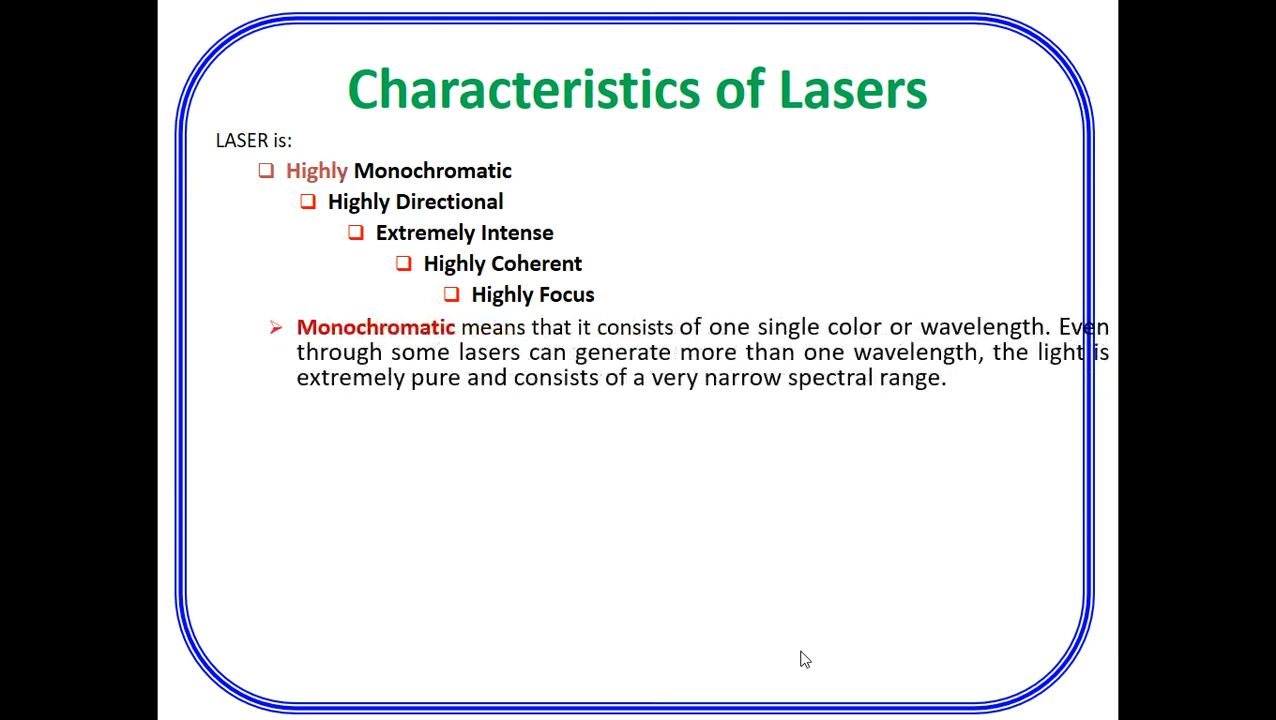 Characteristics of Lasers
LASER is:
❑ Highly Monochromatic
❑ Highly Directional
❑ Extremely Intense
❑ Highly Coherent
❑ Highly Focus
➢ Monochromatic means that it consists of one single color or wavelength. Even
through some lasers can generate more than one wavelength, the light is
extremely pure and consists of a very narrow spectral range.